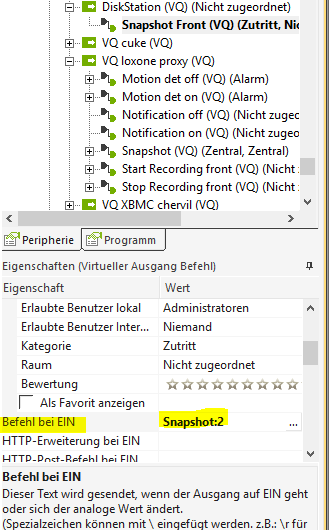 DiskStation (VQ) (Nicht zugeordnet)
Snapshot Front (VQ) (Zutritt, Nic
VQ cuke (VQ)
VQ loxone proxy (VQ)
Motion det off (VQ) (Alarm)
Motion det on (VQ) (Alarm)
Notification off (VQ) (Nicht zugeo
Notification on (VQ) (Nicht zugeo
Snapshot (VQ) (Zentral, Zentral)
Start Recording front (VQ) (Nicht z
Stop Recording front (VQ) (Nicht z
VQ XBMC chervil (VQ)
Peripherie Programm
Eigenschaften (Virtueller Ausgang Befehl)
Eigenschaft Wert
Erlaubte Benutzer lokal Administratoren
Erlaubte Benutzer Inter... Niemand
Kategorie Zutritt
Raum Nicht zugeordnet
Bewertung
Als Favorit anzeigen
Befehl bei EIN Snapshot:2 ...
HTTP-Erweiterung bei EIN
HTTP-Post-Befehl bei EIN
Befehl bei EIN
Dieser Text wird gesendet, wenn der Ausgang auf EIN geht
oder sich der analoge Wert ändert.
(Spezialzeichen können mit \ eingefügt werden. z.B.: \r für